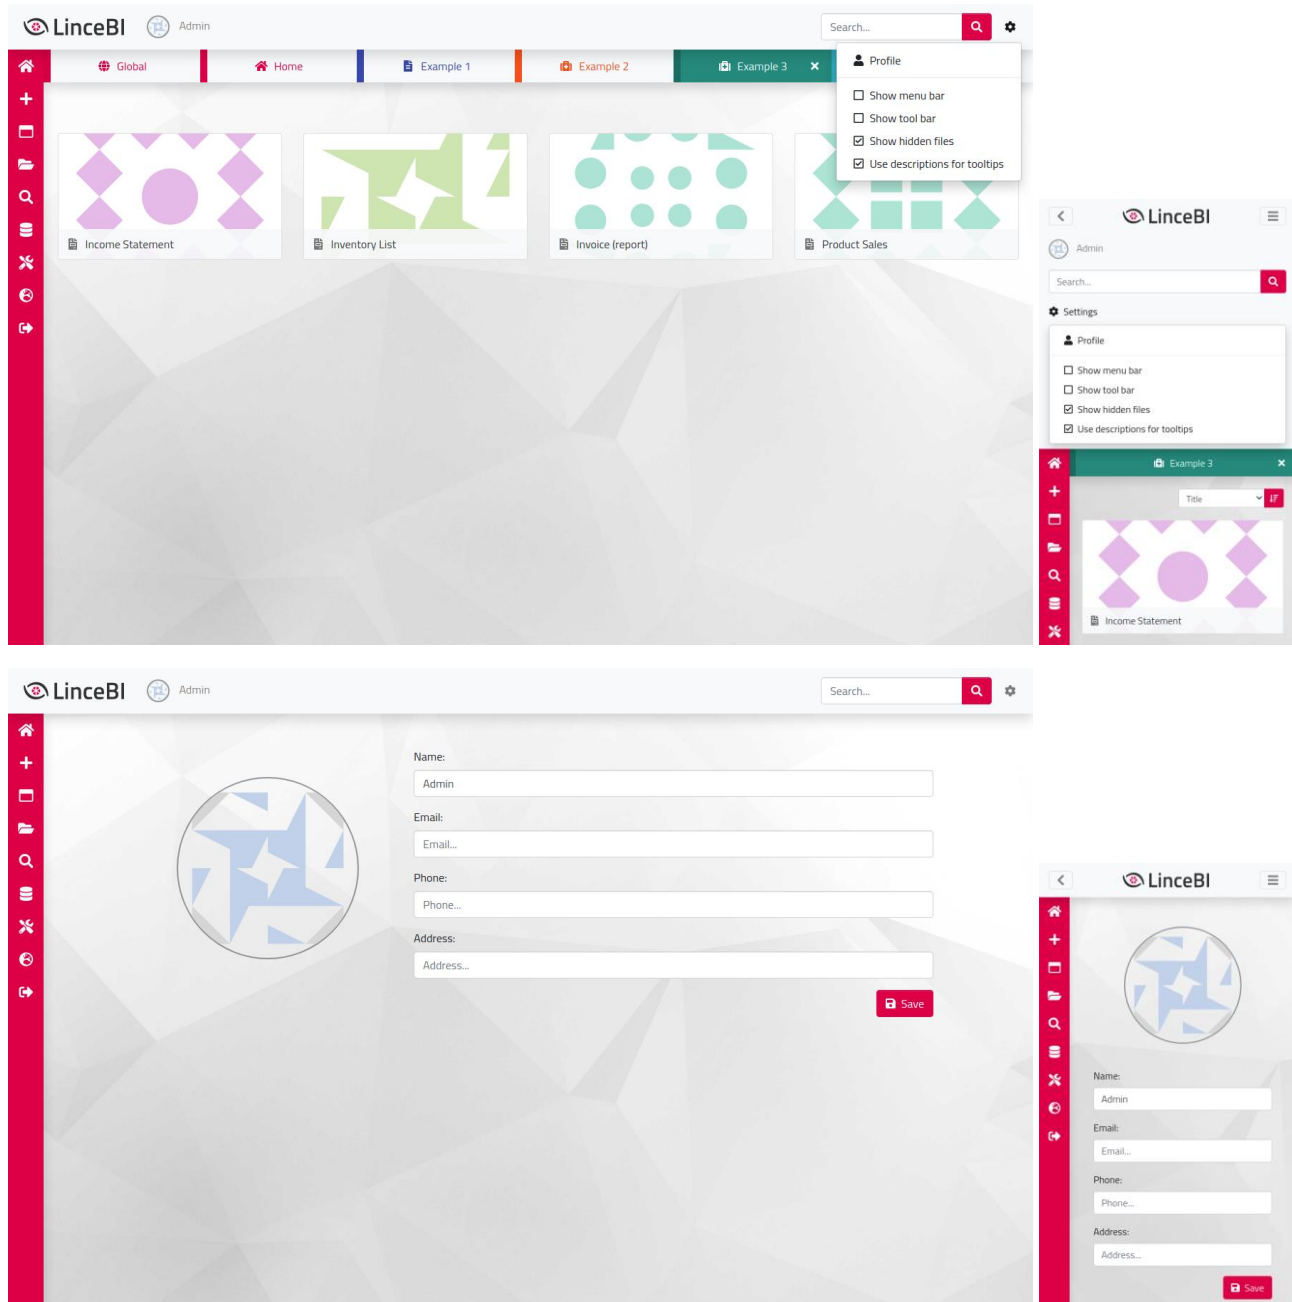 LinceBI
Admin
Search...
Global
Home
Example 1
Example 2
Example 3
Profile
Show menu bar
Show tool bar
Show hidden files
Use descriptions for tooltips
Income Statement
Inventory List
Invoice (report)
Product Sales
LinceBI
Admin
Search...
Settings
Profile
Show menu bar
Show tool bar
Show hidden files
Use descriptions for tooltips
Example 3
Title
Income Statement
LinceBI
Admin
Search...
Name:
Admin
Email:
Email...
Phone:
Phone...
Address:
Address...
Save
LinceBI
Name:
Admin
Email:
Email...
Phone:
Phone...
Address:
Address...
Save